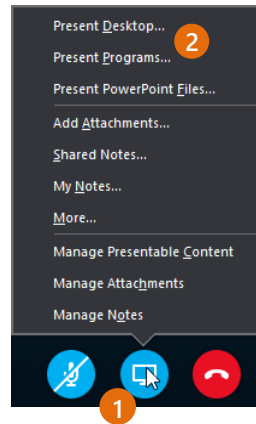 Present Desktop...
2
Present Programs...
Present PowerPoint Files...
Add Attachments...
Shared Notes...
My Notes...
More...
Manage Presentable Content
Manage Attachments
Manage Notes
1